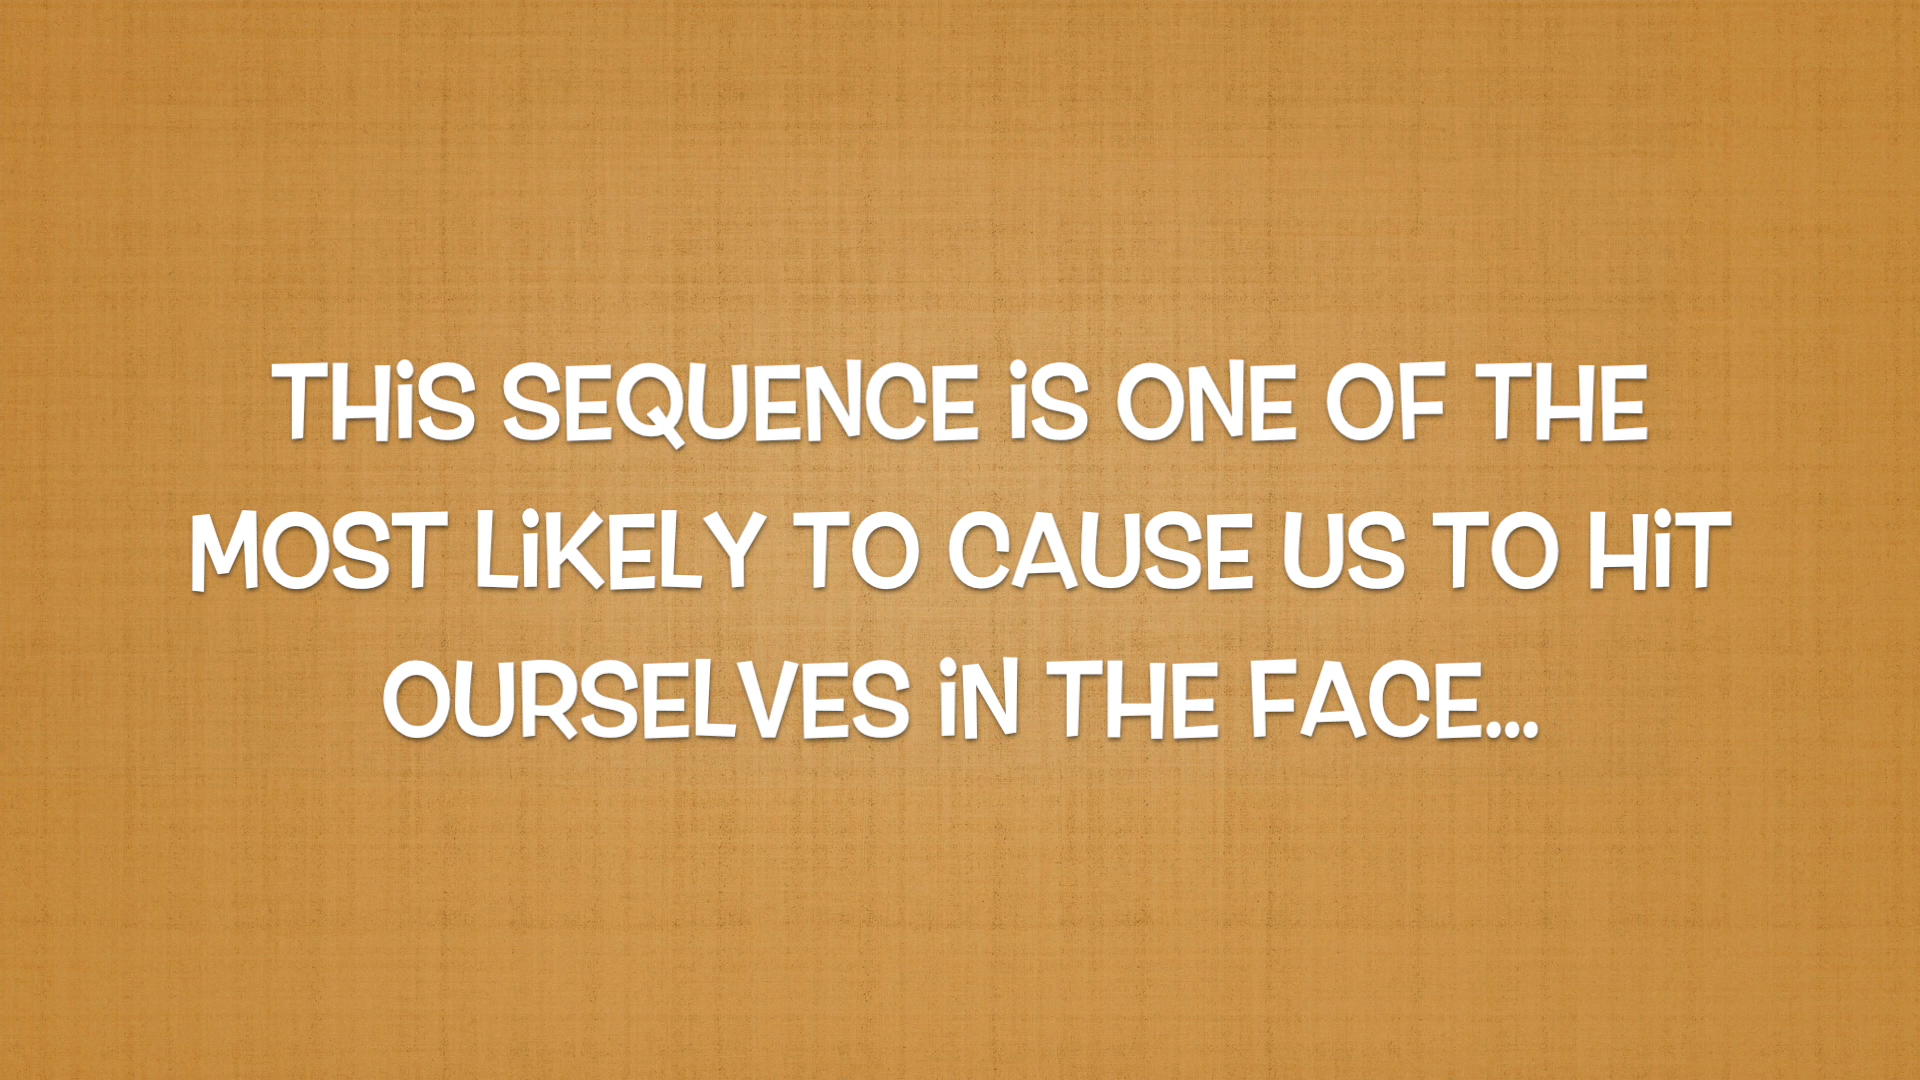 THiS SEQUENCE iS ONE OF THE
MOST LiKELY TO CAUSE US TO HiT
OURSELVES iN THE FACE...